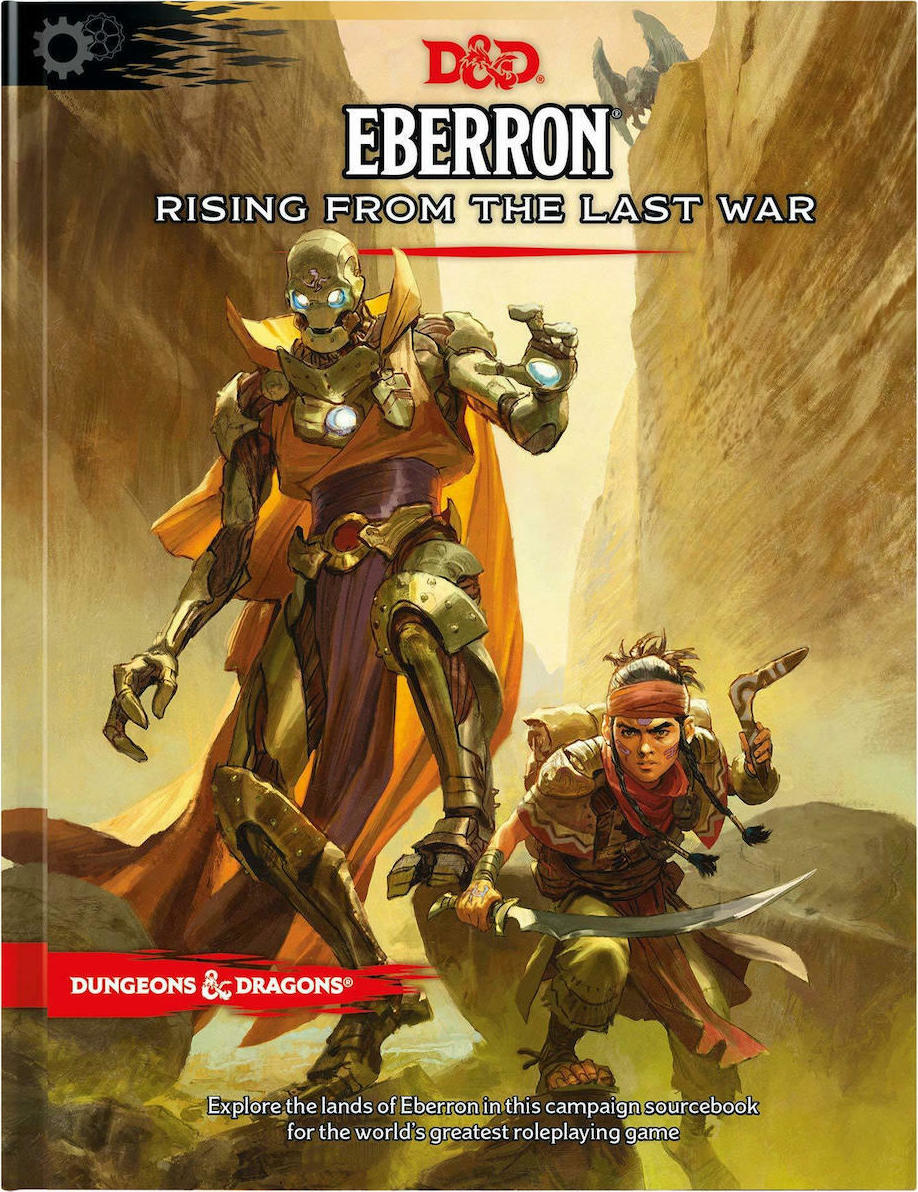 D&D®
EBERRON®
RISING FROM THE LAST WAR
DUNGEONS & DRAGONS®
Explore the lands of Eberron in this campaign sourcebook
for the world's greatest roleplaying game